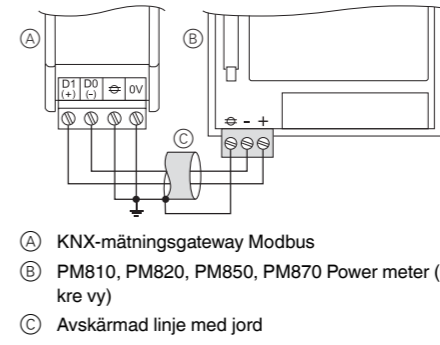 A
B
D1 D0 0V
(+) (–)
- +
C
A KNX-mätningsgateway Modbus
B PM810, PM820, PM850, PM870 Power meter (
kre vy)
C Avskärmad linje med jord